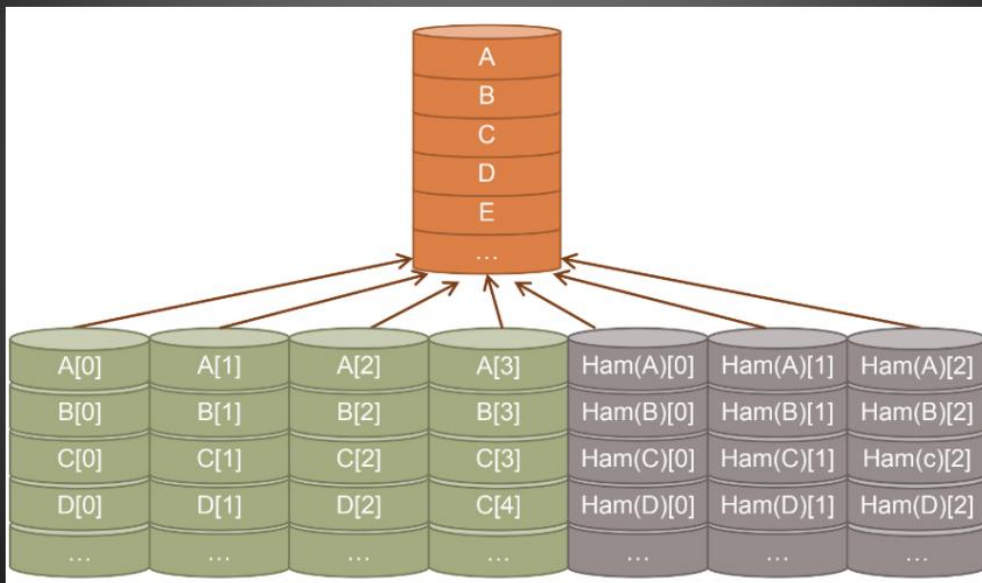 A
B
C
D
E
...
A[0] A[1] A[2] A[3] Ham(A)[0] Ham(A)[1] Ham(A)[2]
B[0] B[1] B[2] B[3] Ham(B)[0] Ham(B)[1] Ham(B)[2]
C[0] C[1] C[2] C[3] Ham(C)[0] Ham(C)[1] Ham(c)[2]
D[0] D[1] D[2] C[4] Ham(D)[0] Ham(D)[1] Ham(D)[2]
... ... ... ... ... ... ...